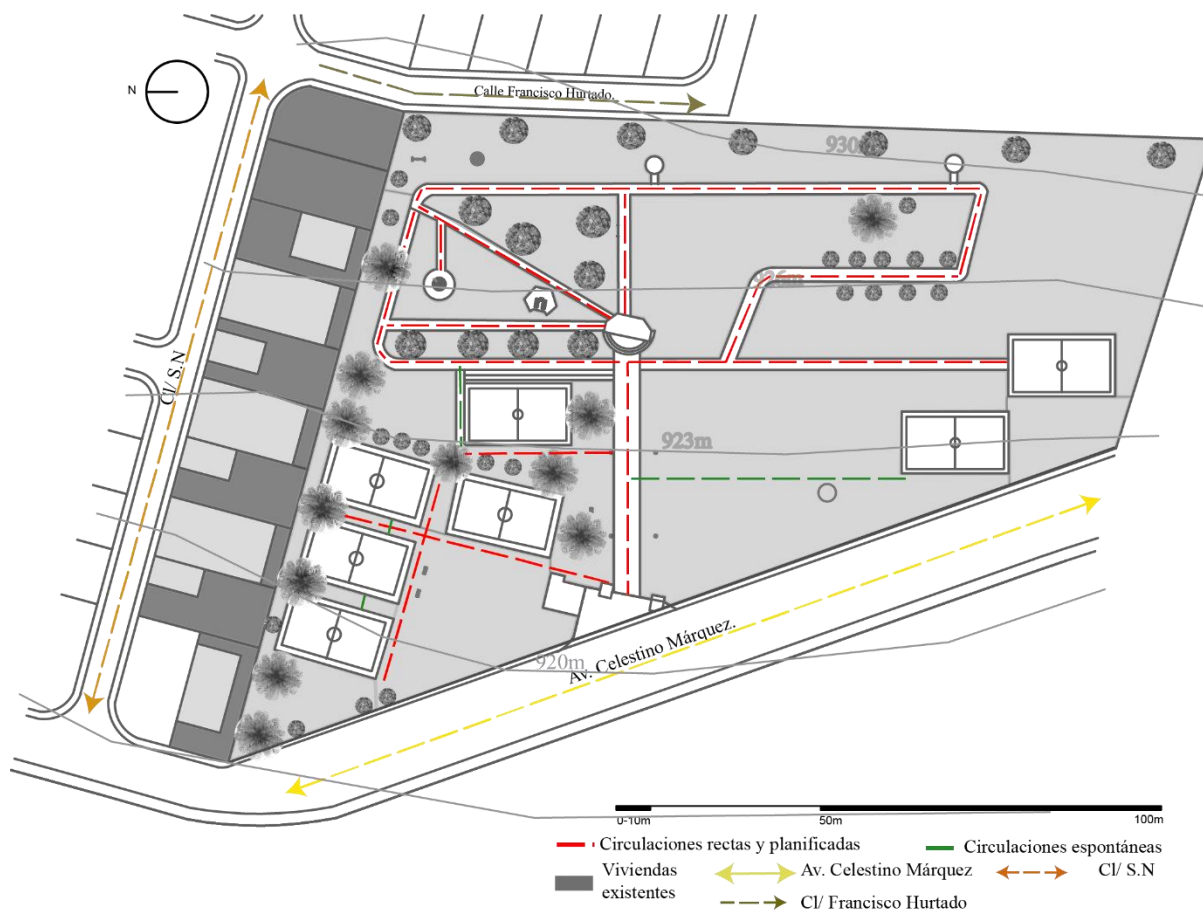 N
Calle Francisco Hurtado.
930m
926m
Cl/ S.N
923m
920m
Av. Celestino Márquez.
0-10m 50m 100m
Circulaciones rectas y planificadas
Circulaciones espontáneas
Viviendas
existentes
Av. Celestino Márquez
Cl/ S.N
Cl/ Francisco Hurtado